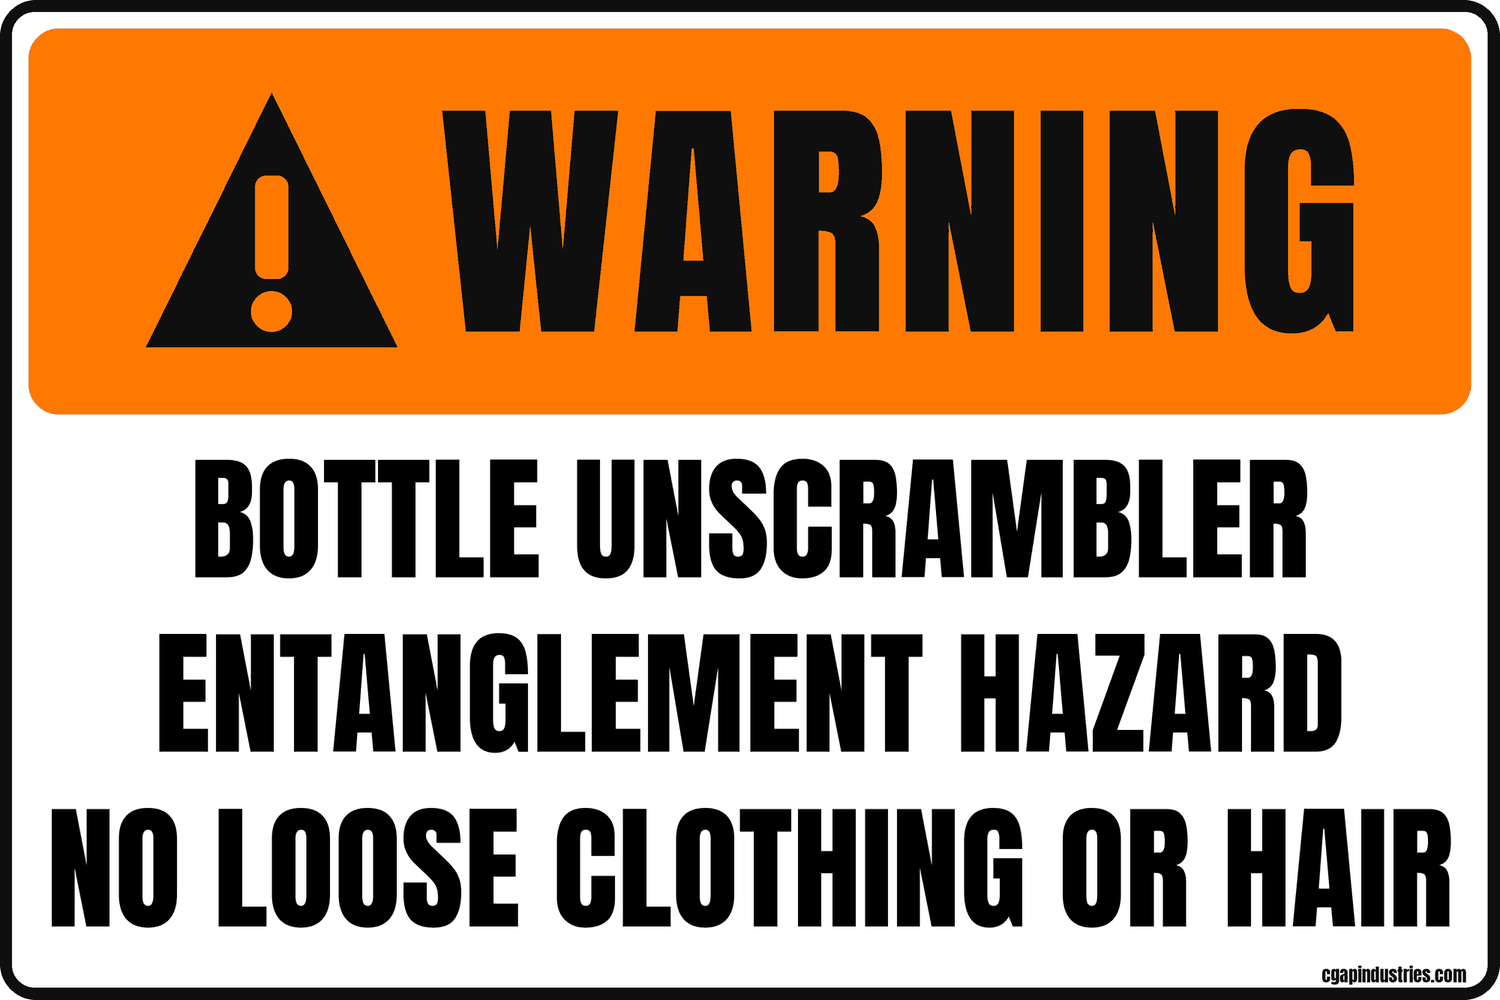 WARNING
BOTTLE UNSCRAMBLER
ENTANGLEMENT HAZARD
NO LOOSE CLOTHING OR HAIR
cgapindustries.com